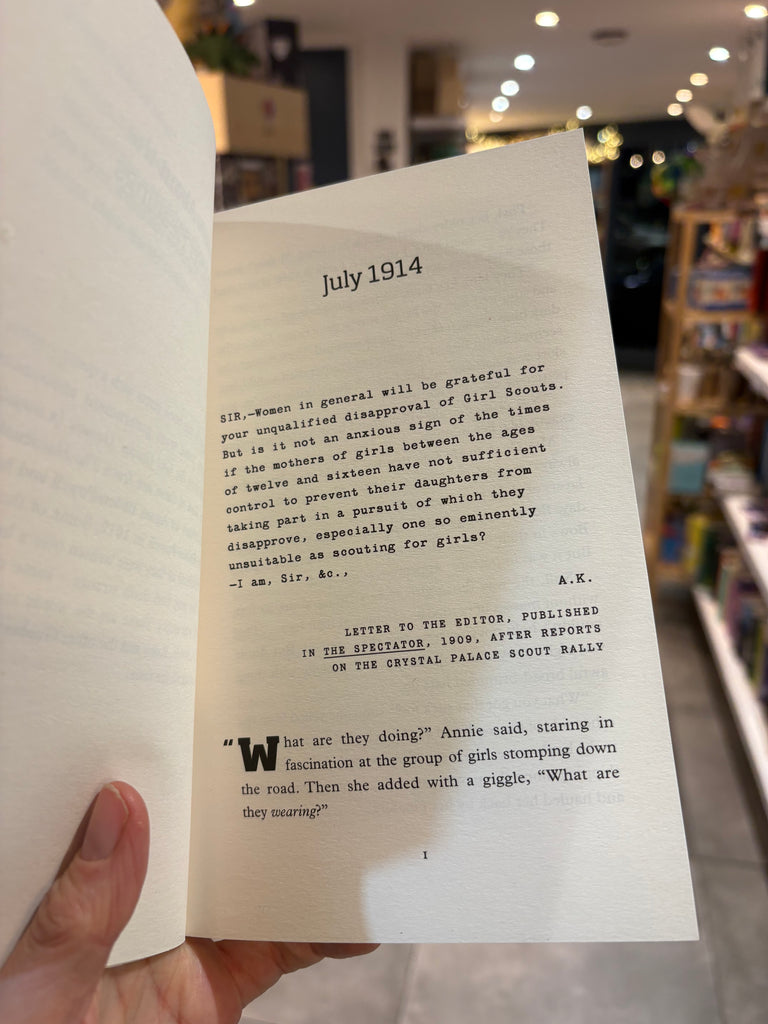 July 1914
SIR,—Women in general will be grateful for
your unqualified disapproval of Girl Scouts.
But is it not an anxious sign of the times
if the mothers of girls between the ages
of twelve and sixteen have not sufficient
control to prevent their daughters from
taking part in a pursuit of which they
disapprove, especially one so eminently
unsuitable as scouting for girls?
—I am, Sir, &c.,
A.K.
LETTER TO THE EDITOR, PUBLISHED
IN THE SPECTATOR, 1909, AFTER REPORTS
ON THE CRYSTAL PALACE SCOUT RALLY
“What are they doing?” Annie said, staring in
fascination at the group of girls stomping down
the road. Then she added with a giggle, “What are
they wearing?”
1